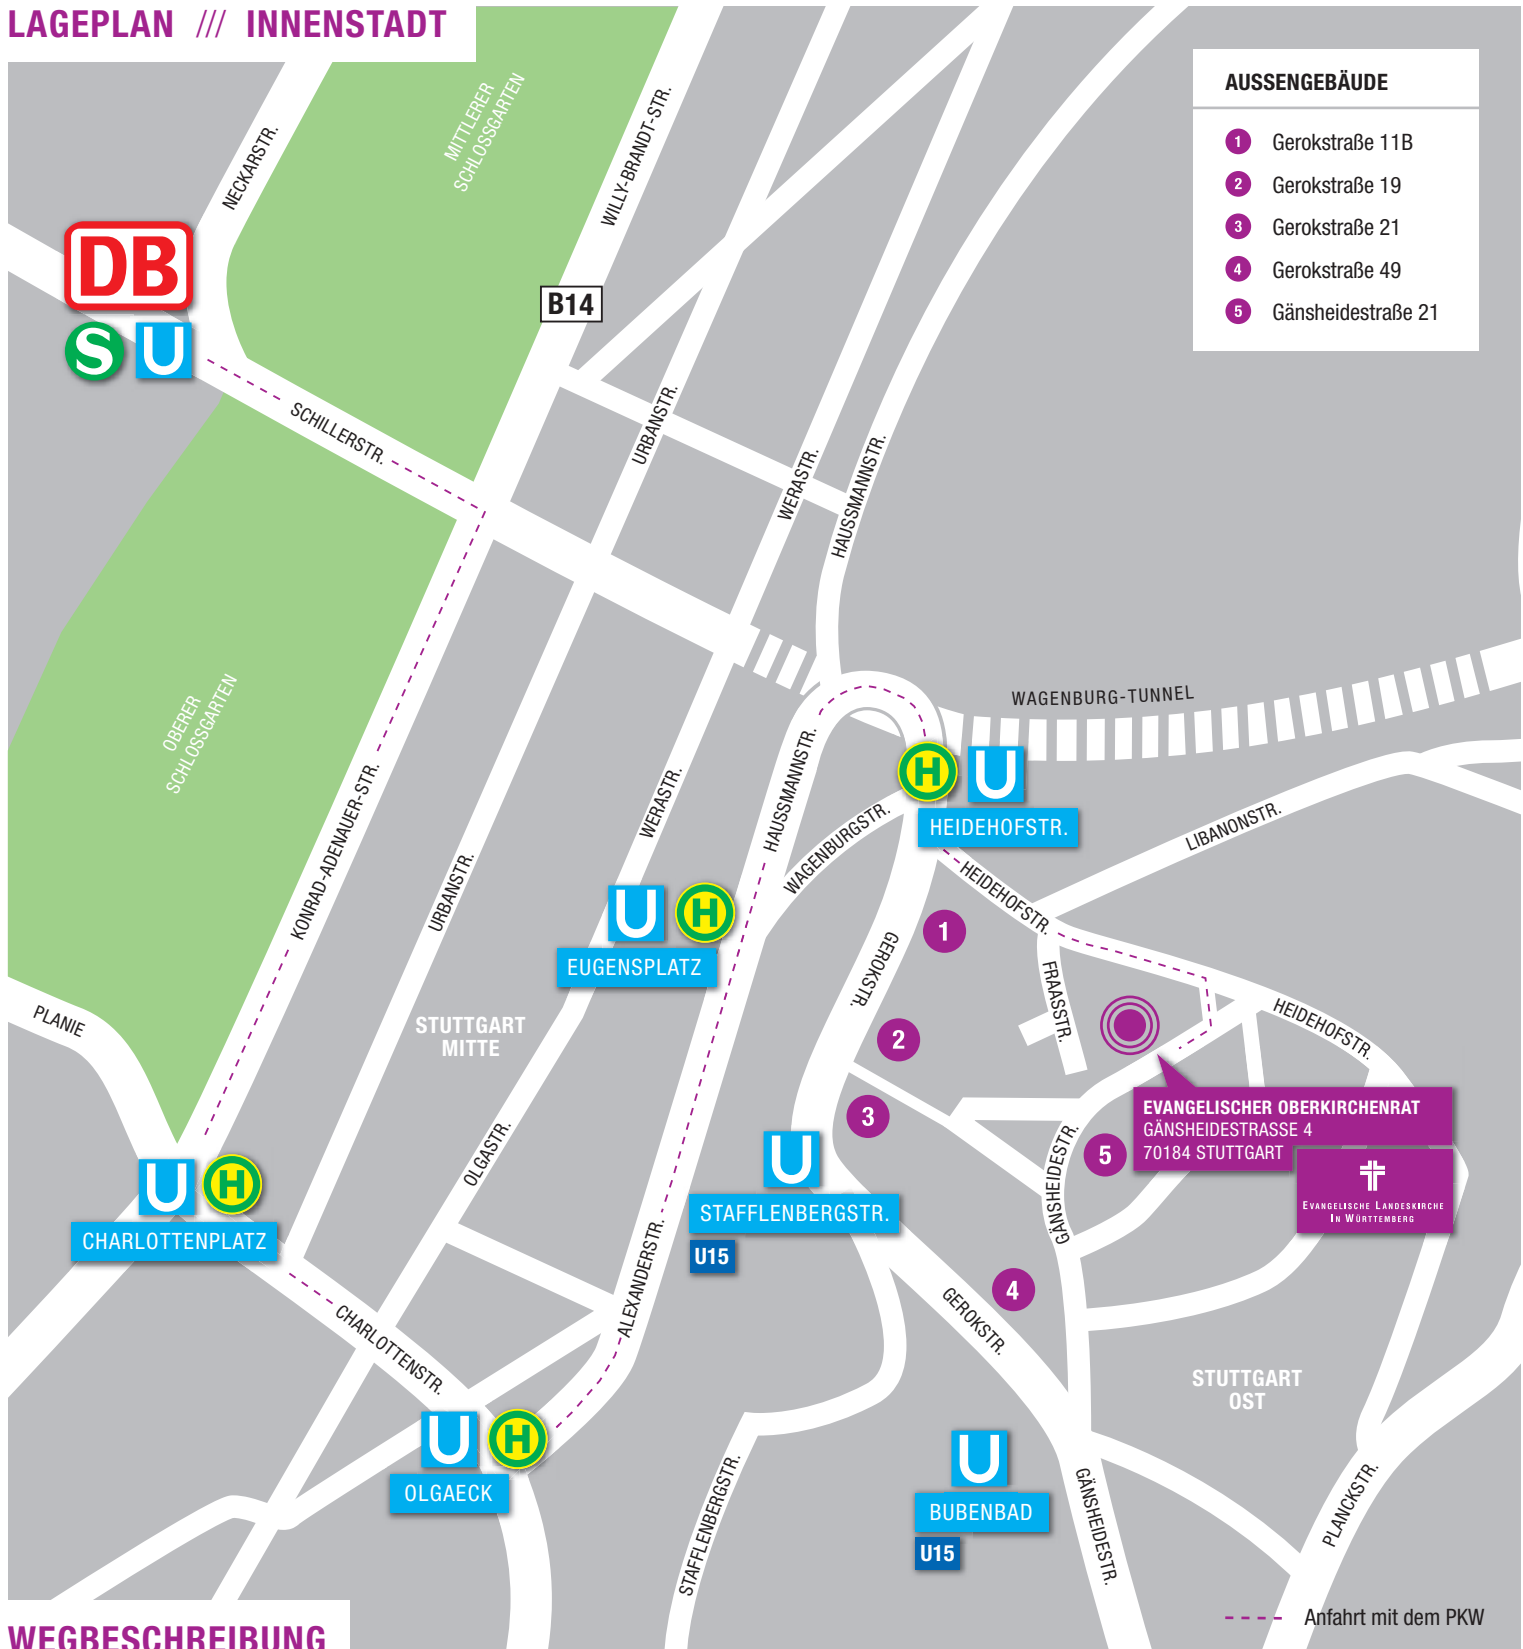 LAGEPLAN /// INNENSTADT
AUSSENGEBÄUDE
1 Gerokstraße 11B
2 Gerokstraße 19
3 Gerokstraße 21
4 Gerokstraße 49
5 Gänsheidestraße 21
MITTLERER
SCHLOSSGARTEN
NECKARSTR.
WILLY-BRANDT-STR.
DB
S U
B14
SCHILLERSTR.
URBANSTR.
WERASTR.
HAUSSMANNSTR.
OBERER
SCHLOSSGARTEN
WAGENBURG-TUNNEL
KONRAD-ADENAUER-STR.
URBANSTR.
WERASTR.
HAUSSMANNSTR.
WAGENBURGSTR.
H U
HEIDEHOFSTR.
LIBANONSTR.
HEIDEHOFSTR.
U H
EUGENSPLATZ
GEROKSTR.
1
FRAASSTR.
HEIDEHOFSTR.
PLANIE
STUTTGART
MITTE
2
3
EVANGELISCHER OBERKIRCHENRAT
GÄNSHEIDESTRASSE 4
70184 STUTTGART
EVANGELISCHE LANDESKIRCHE
IN WÜRTTEMBERG
5
OLGASTR.
GÄNSHEIDESTR.
U
STAFFLENBERGSTR.
U15
U H
CHARLOTTENPLATZ
ALEXANDERSTR.
4
GEROKSTR.
CHARLOTTENSTR.
STUTTGART
OST
U H
OLGAECK
STAFFLENBERGSTR.
U
BUBENBAD
U15
GÄNSHEIDESTR.
PLANCKSTR.
Anfahrt mit dem PKW
WEGBESCHREIBUNG